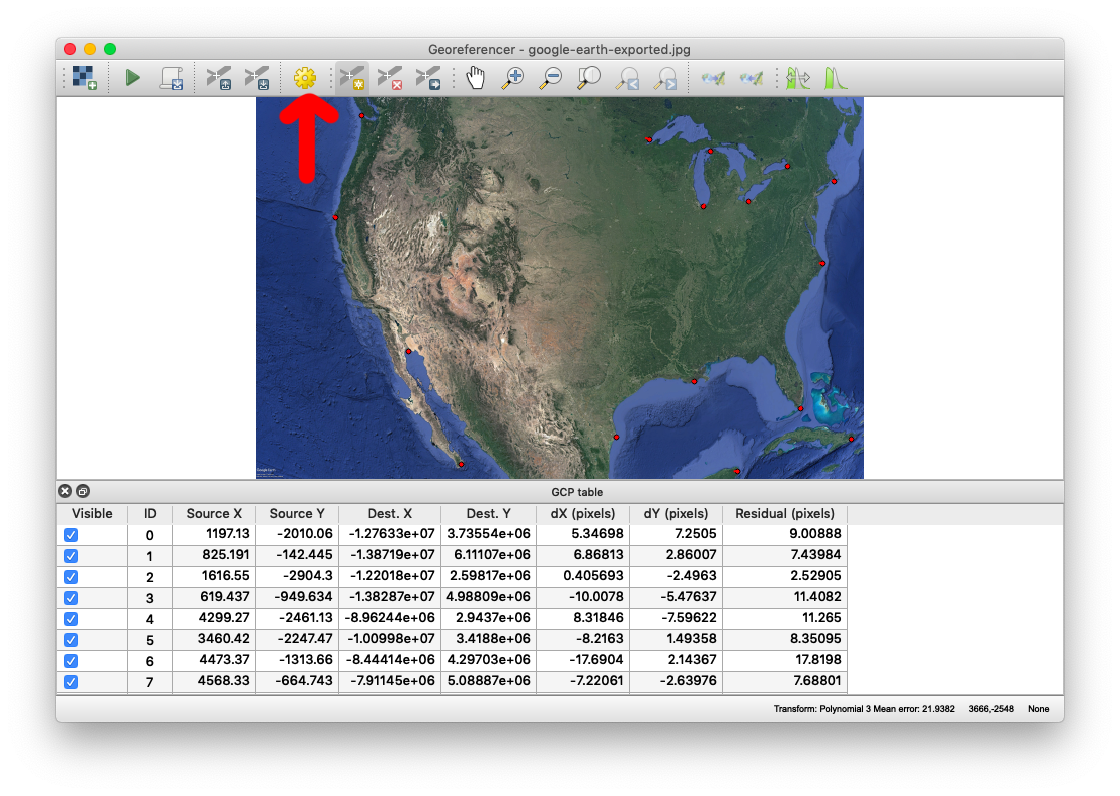 Georeferencer - google-earth-exported.jpg
Google Earth
GCP table
Visible ID Source X Source Y Dest. X Dest. Y dX (pixels) dY (pixels) Residual (pixels)
0 1197.13 -2010.06 -1.27633e+07 3.73554e+06 5.34698 7.2505 9.00888
1 825.191 -142.445 -1.38719e+07 6.11107e+06 6.86813 2.86007 7.43984
2 1616.55 -2904.3 -1.22018e+07 2.59817e+06 0.405693 -2.4963 2.52905
3 619.437 -949.634 -1.38287e+07 4.98809e+06 -10.0078 -5.47637 11.4082
4 4299.27 -2461.13 -8.96244e+06 2.9437e+06 8.31846 -7.59622 11.265
5 3460.42 -2247.47 -1.00998e+07 3.4188e+06 -8.2163 1.49358 8.35095
6 4473.37 -1313.66 -8.44414e+06 4.29703e+06 -17.6904 2.14367 17.8198
7 4568.33 -664.743 -7.91145e+06 5.08887e+06 -7.22061 -2.63976 7.68801
Transform: Polynomial 3 Mean error: 21.9382 3666,-2548 None